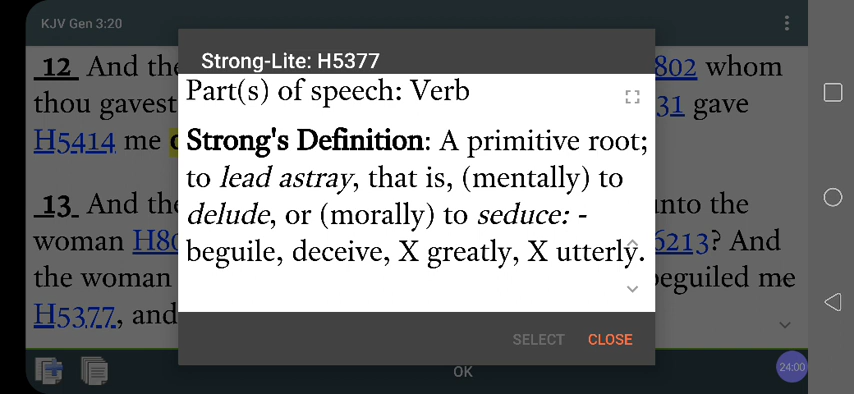 KJV Gen 3:20
Strong-Lite: H5377
12 And the
802 whom
thou gavest
31 gave
H5414 me
Part(s) of speech: Verb
Strong's Definition: A primitive root;
to lead astray, that is, (mentally) to
delude, or (morally) to seduce: -
beguile, deceive, X greatly, X utterly.
13 And the
unto the
woman H80
6213? And
the woman
beguiled me
H5377, and
SELECT CLOSE
OK
24:00